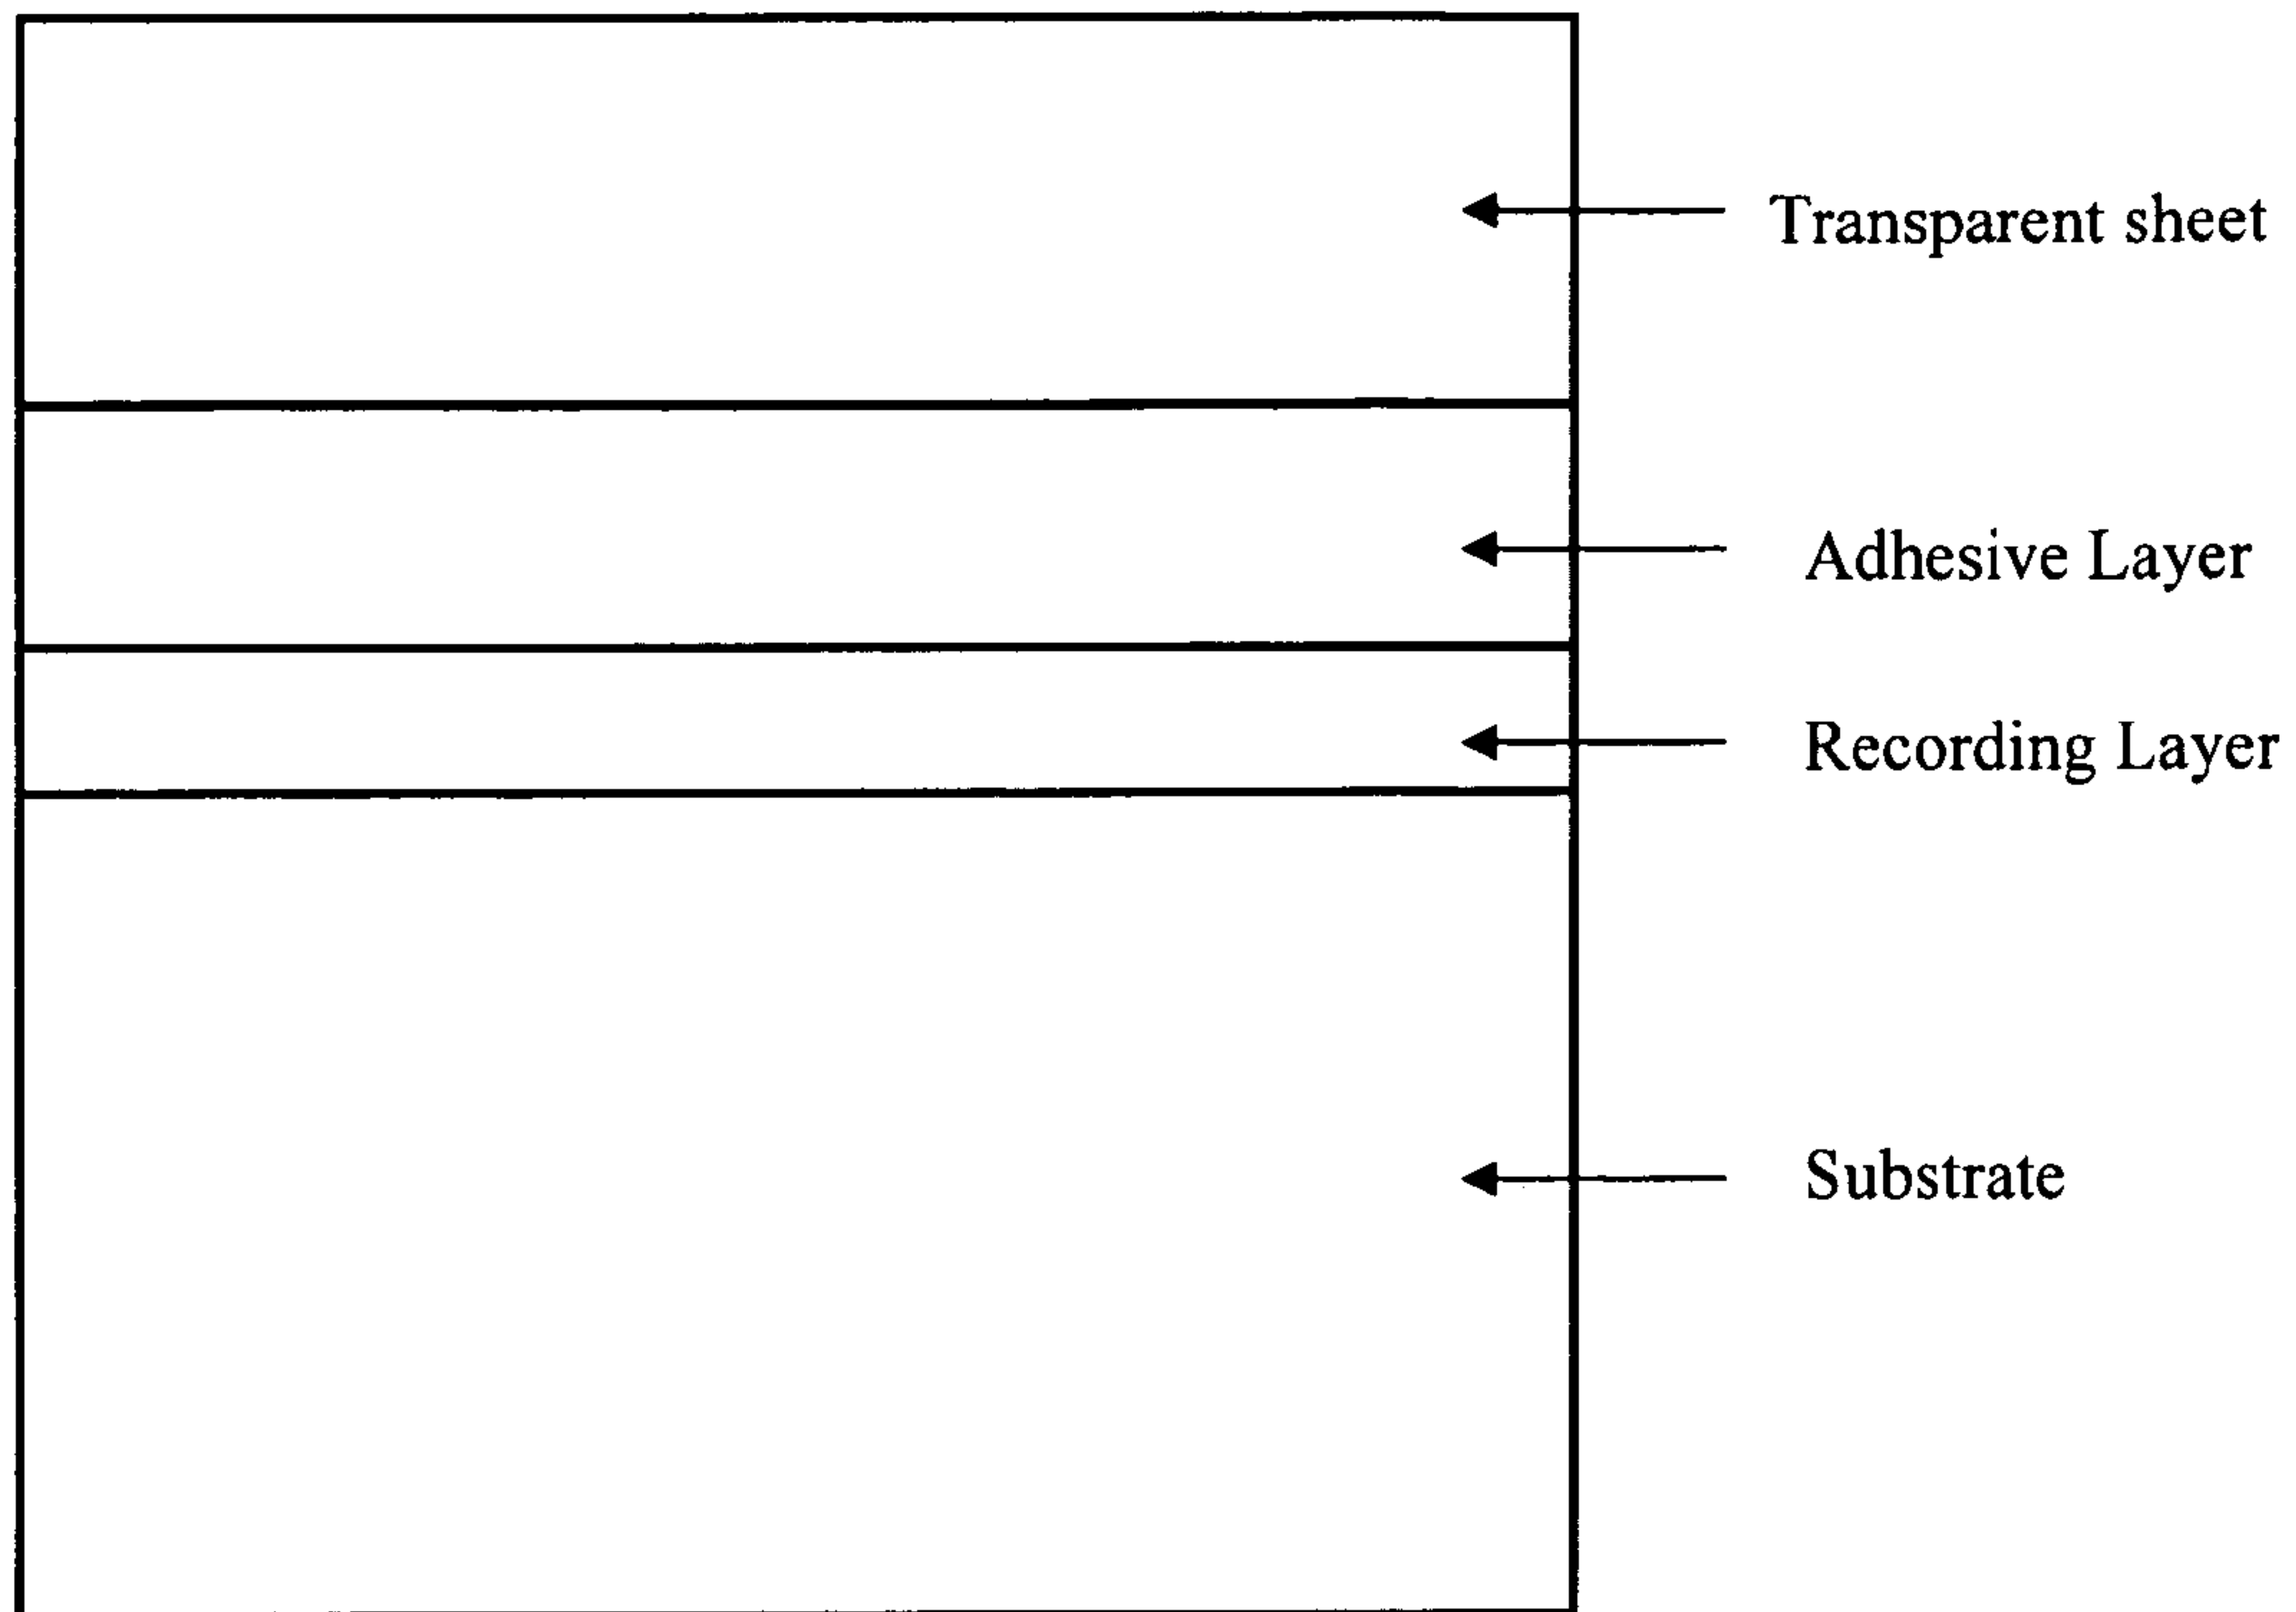 Transparent sheet
Adhesive Layer
Recording Layer
Substrate